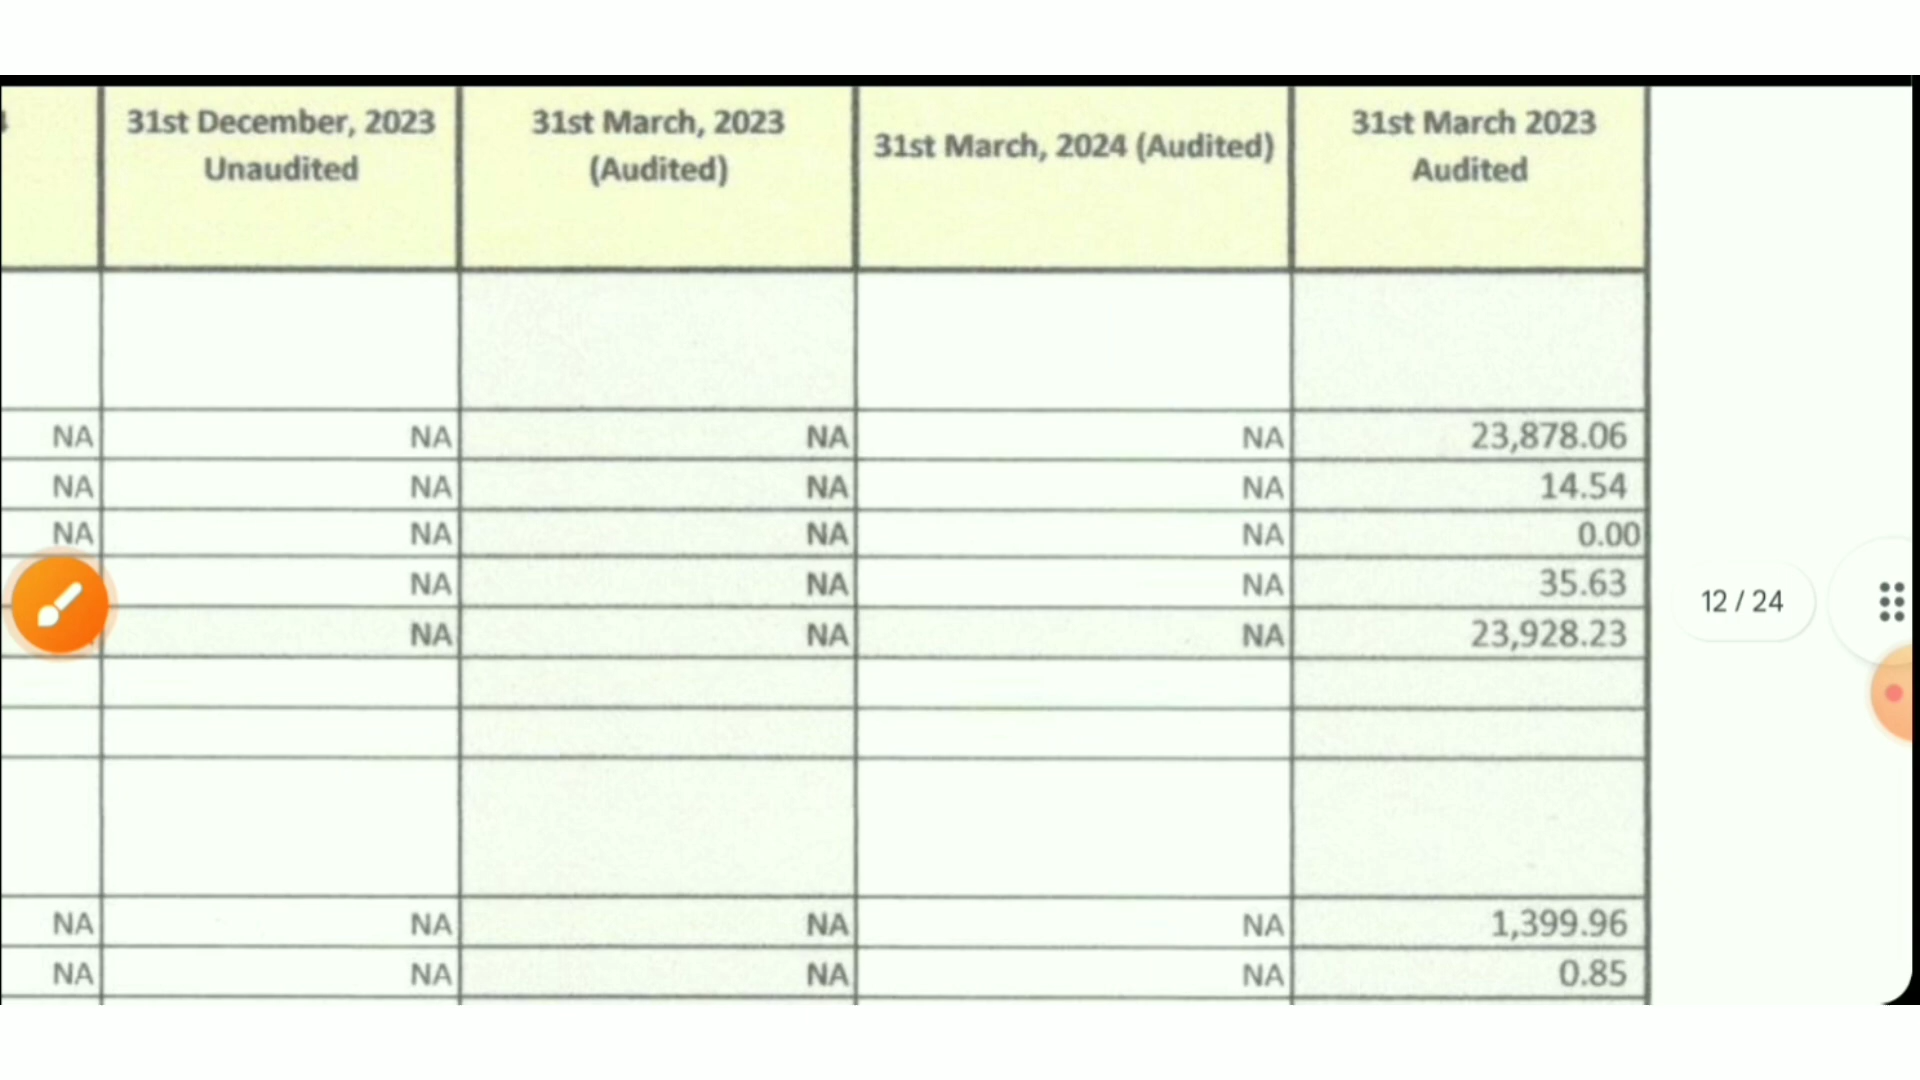 31st December, 2023
Unaudited
31st March, 2023
(Audited)
31st March, 2024 (Audited)
31st March 2023
Audited
NA NA NA NA 23,878.06
NA NA NA NA 14.54
NA NA NA NA 0.00
NA NA NA 35.63
NA NA NA 23,928.23
12 / 24
NA NA NA NA 1,399.96
NA NA NA NA 0.85